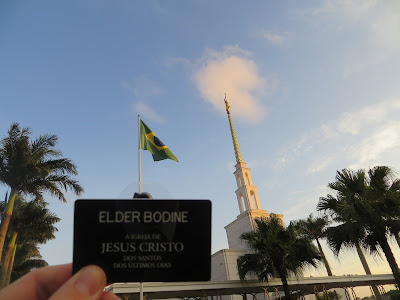 ELDER BODINE
A IGREJA DE
JESUS CRISTO
DOS SANTOS
DOS ÚLTIMOS DIAS